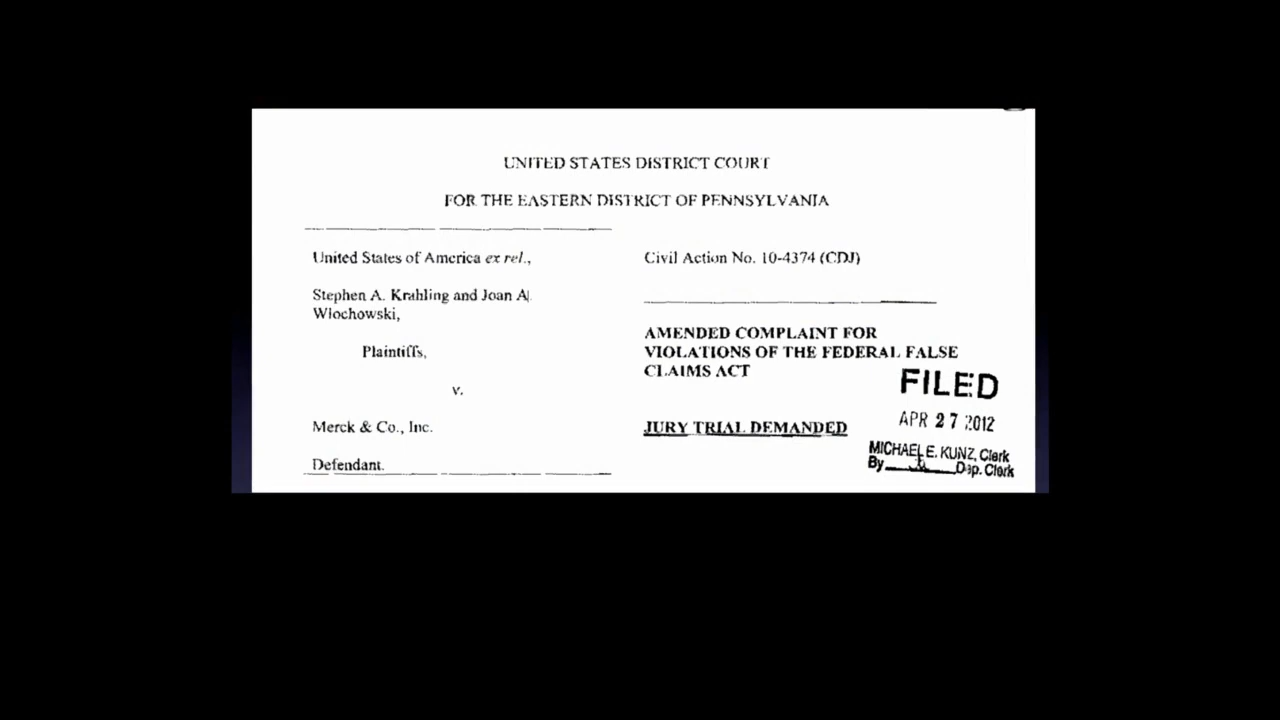 UNITED STATES DISTRICT COURT
FOR THE EASTERN DISTRICT OF PENNSYLVANIA
United States of America ex rel.,
Stephen A. Krahling and Joan A.
Wlochowski,
Plaintiffs,
v.
Merck & Co., Inc.
Defendant.
Civil Action No. 10-4374 (CDJ)
AMENDED COMPLAINT FOR
VIOLATIONS OF THE FEDERAL FALSE
CLAIMS ACT
JURY TRIAL DEMANDED
FILED
APR 27 2012
MICHAEL E. KUNZ, Clerk
By Dep. Clerk